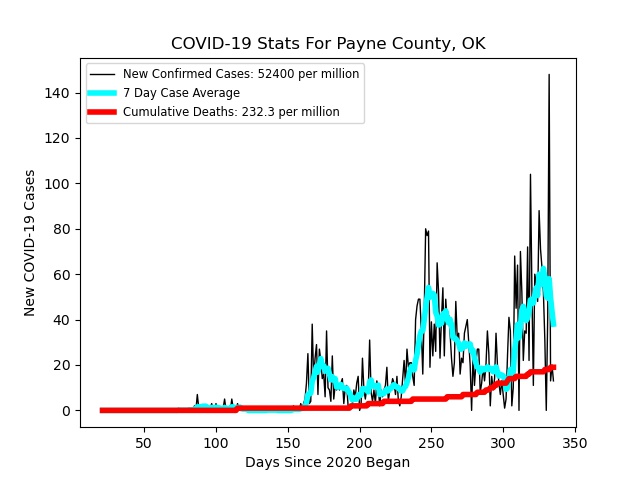 COVID-19 Stats For Payne County, OK
New Confirmed Cases: 52400 per million
7 Day Case Average
Cumulative Deaths: 232.3 per million
New COVID-19 Cases
140
120
100
80
60
40
20
0
50 100 150 200 250 300 350
Days Since 2020 Began